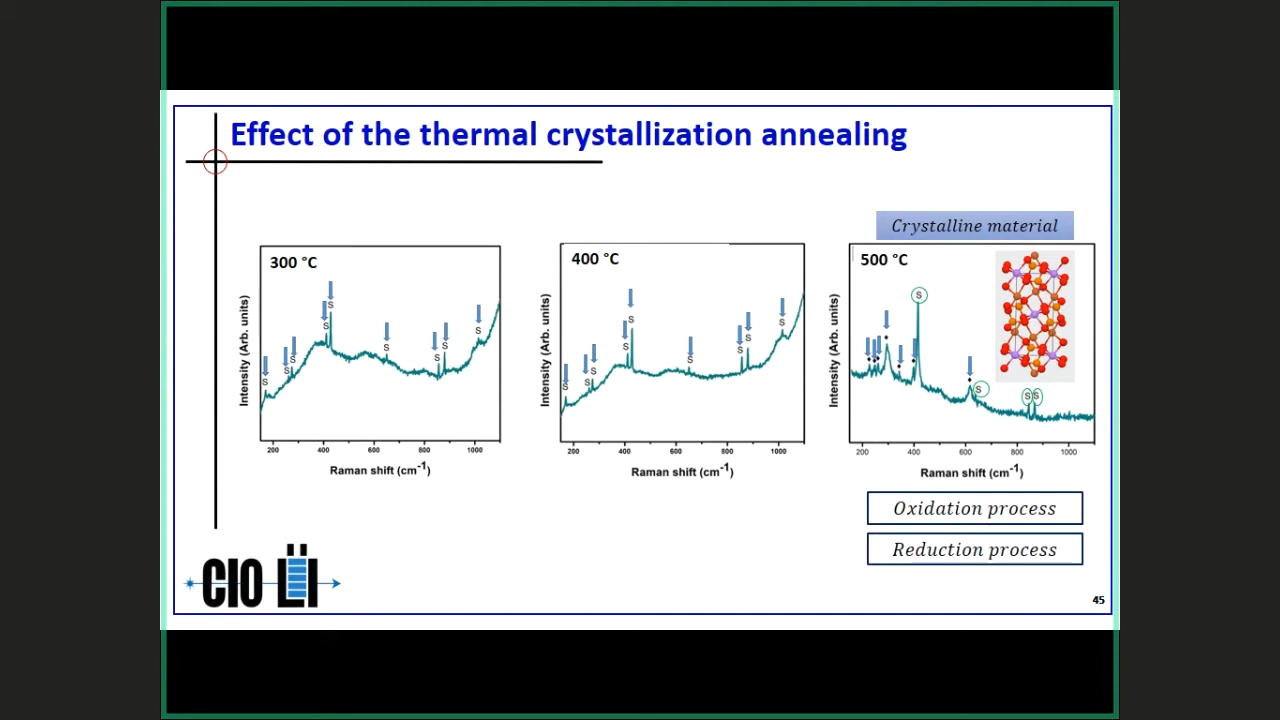 Effect of the thermal crystallization annealing
Crystalline material
300 °C
400 °C
500 °C
S S S S S S S S S
S S S S S S S S S
S S S S
Intensity (Arb. units)
Intensity (Arb. units)
Intensity (Arb. units)
200 400 600 800 1000
200 400 600 800 1000
200 400 600 800 1000
Raman shift (cm⁻¹)
Raman shift (cm⁻¹)
Raman shift (cm⁻¹)
Oxidation process
Reduction process
CIO LI
45